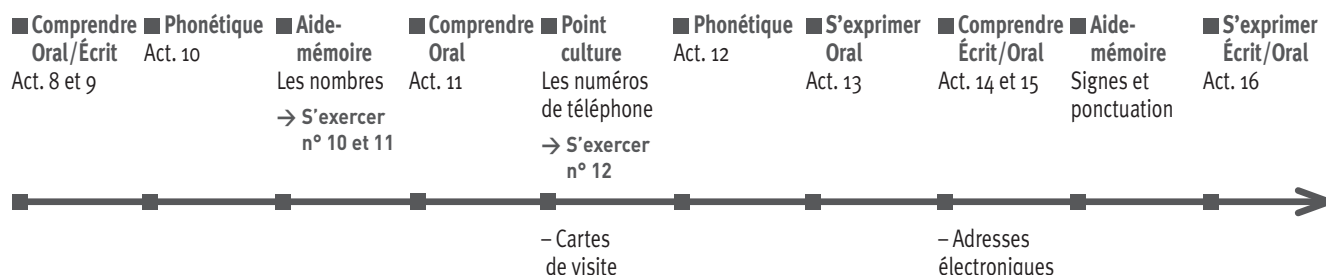 ■ Comprendre
Oral/Écrit
Act. 8 et 9
■ Phonétique
Act. 10
■ Aide-
mémoire
Les nombres
→ S'exercer
n° 10 et 11
■ Comprendre
Oral
Act. 11
■ Point
culture
Les numéros
de téléphone
→ S'exercer
n° 12
■ Phonétique
Act. 12
■ S'exprimer
Oral
Act. 13
■ Comprendre
Écrit/Oral
Act. 14 et 15
■ Aide-
mémoire
Signes et
ponctuation
■ S'exprimer
Écrit/Oral
Act. 16
– Cartes
de visite
– Adresses
électroniques